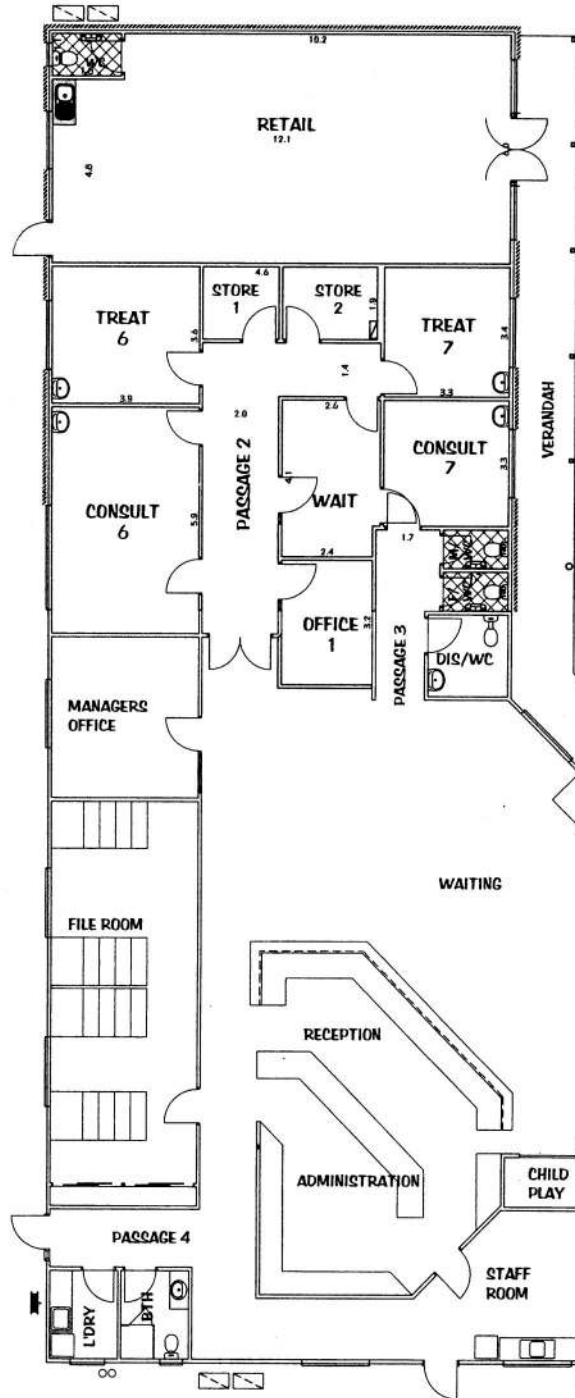 10.2
WC
RETAIL
12.1
4.8
4.6
STORE
1
STORE
2
1.9
TREAT
6
3.6
TREAT
7
3.4
3.9
1.4
3.3
2.0
2.6
VERANDAH
PASSAGE 2
CONSULT
7
3.3
CONSULT
6
5.9
4.1
WAIT
2.4
1.7
M/
WC
F/
WC
OFFICE
1
3.2
PASSAGE 3
DIS/WC
MANAGERS
OFFICE
WAITING
FILE ROOM
RECEPTION
ADMINISTRATION
CHILD
PLAY
PASSAGE 4
STAFF
ROOM
L'DRY
BTH